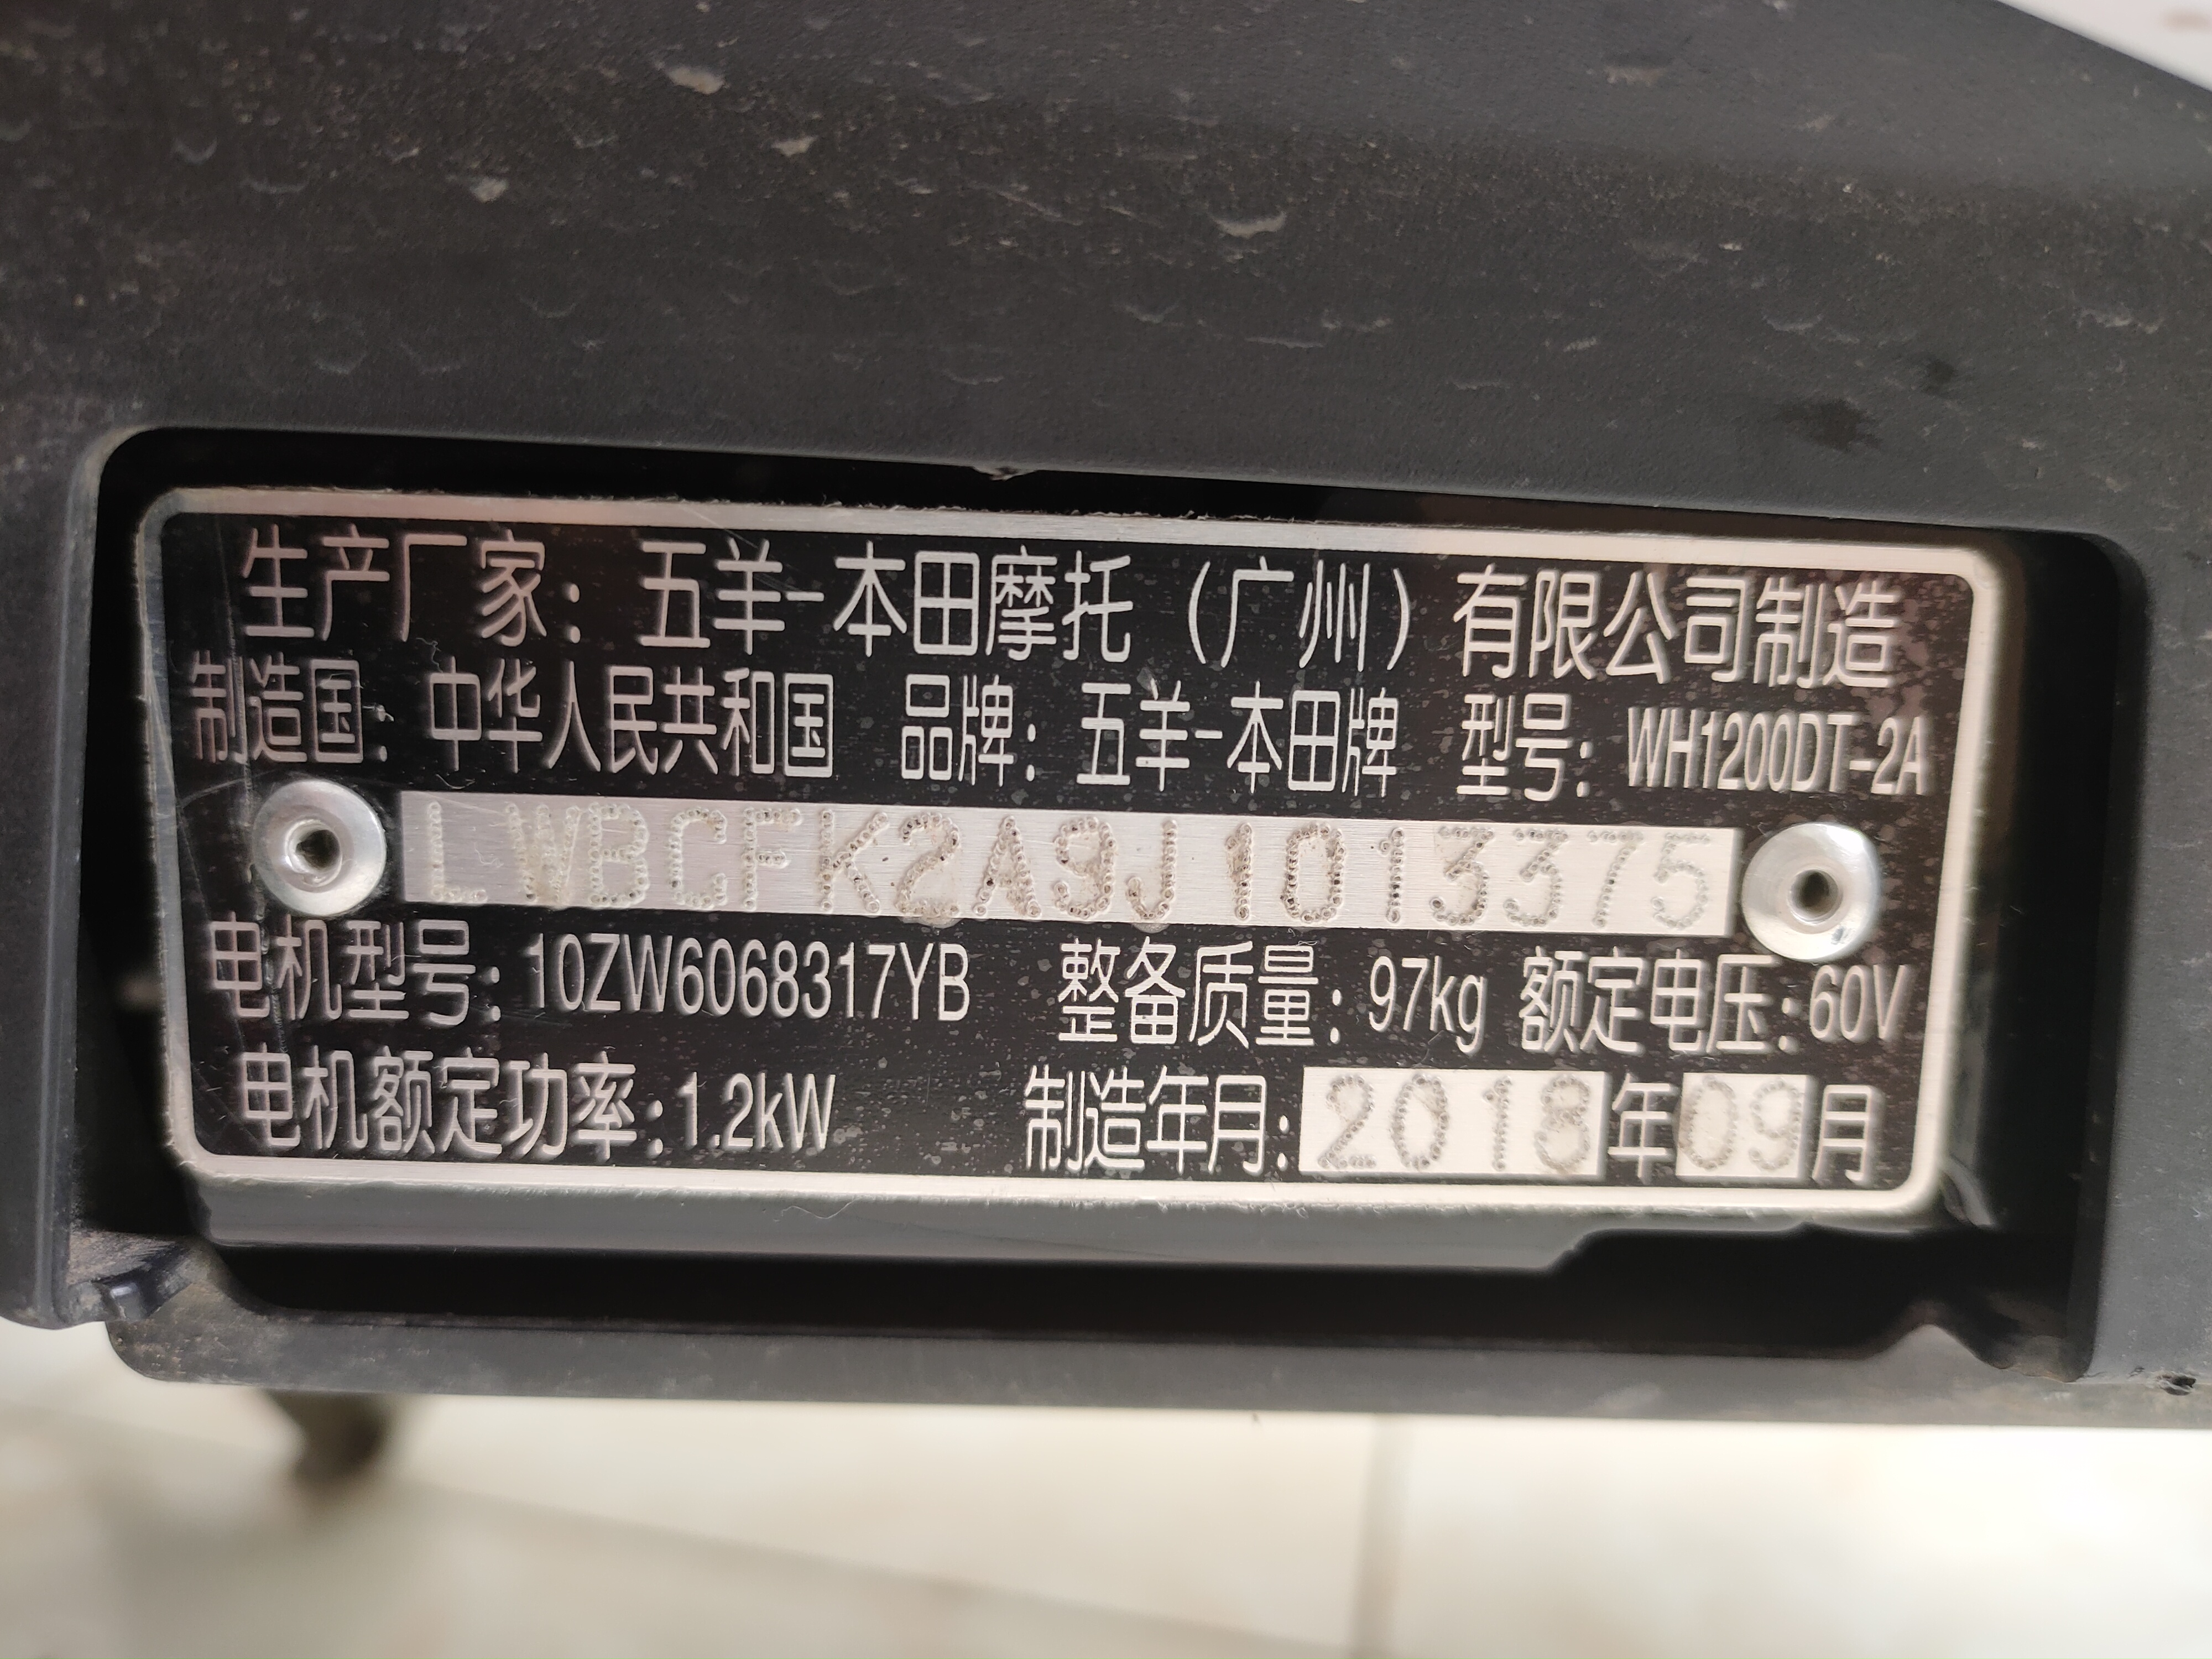 生产厂家：五羊-本田摩托（广州）有限公司制造
制造国：中华人民共和国 品牌：五羊-本田牌 型号：WH1200DT-2A
LWBCFK2A9J1013375
电机型号：10ZW6068317YB 整备质量：97kg 额定电压：60V
电机额定功率：1.2kW 制造年月：2018年09月